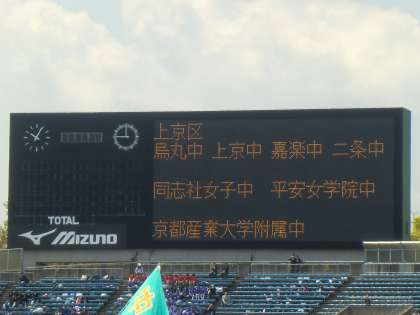 上京区
烏丸中 上京中 嘉楽中 二条中
同志社女子中 平安女学院中
京都産業大学附属中
TOTAL
MIZUNO